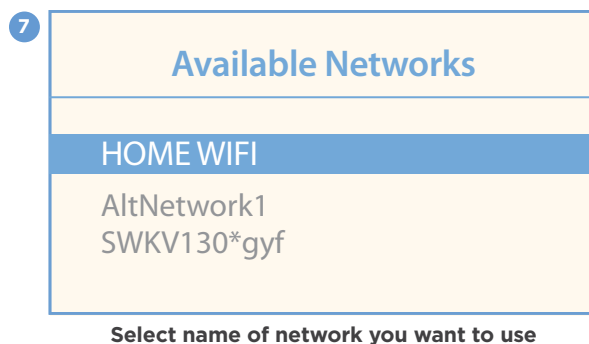 7
Available Networks
HOME WIFI
AltNetwork1
SWKV130*gyf
Select name of network you want to use